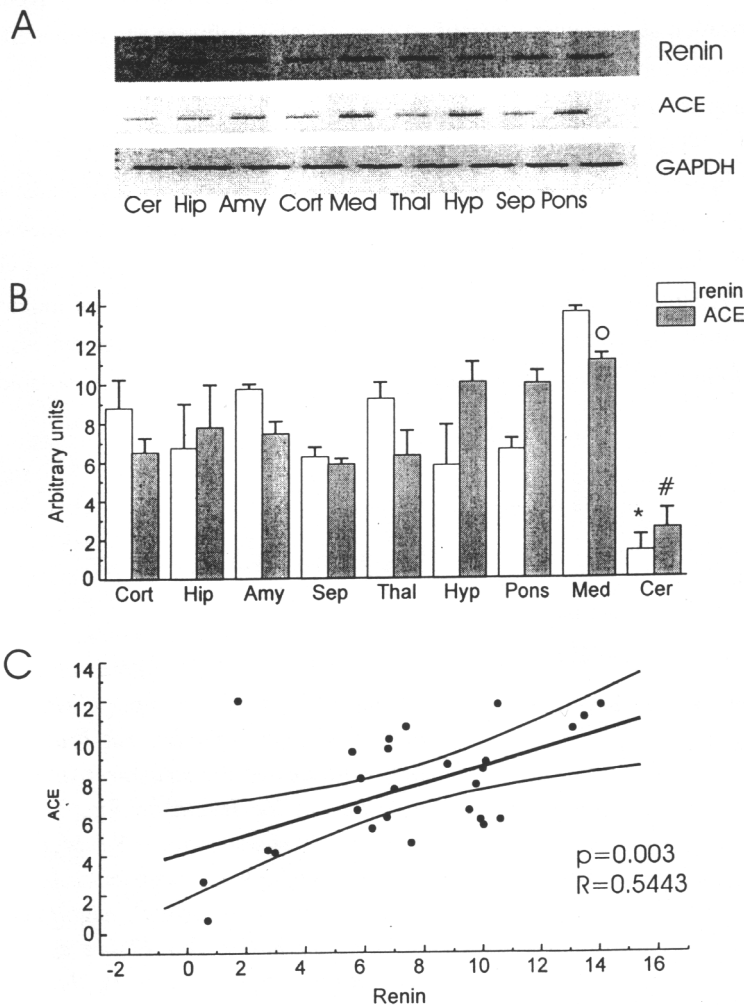 A
Renin
ACE
GAPDH
Cer Hip Amy Cort Med Thal Hyp Sep Pons
B
renin
ACE
14
12
10
8
6
4
2
0
Arbitrary units
* #
Cort Hip Amy Sep Thal Hyp Pons Med Cer
C
14
12
10
8
6
4
2
0
ACE
p=0.003
R=0.5443
-2 0 2 4 6 8 10 12 14 16
Renin